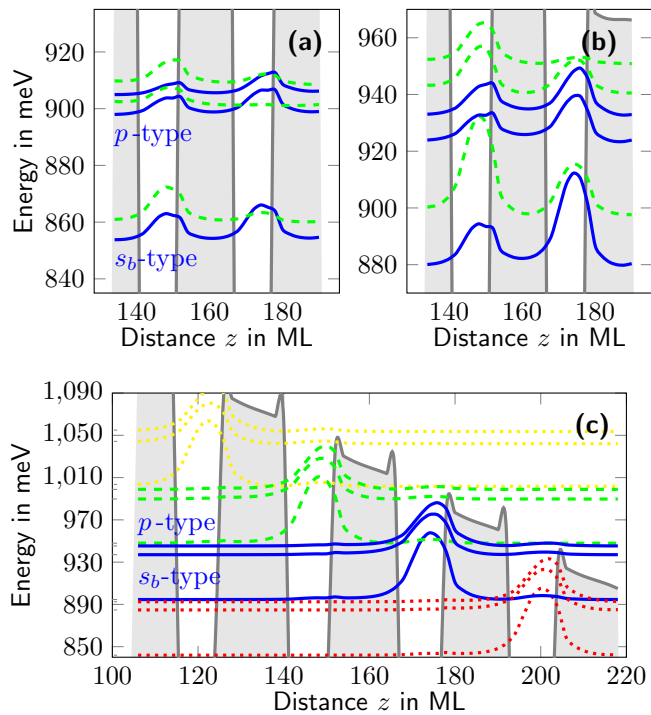 (a)
920
900
880
860
840
Energy in meV
p-type
s_b-type
140 160 180
Distance z in ML
(b)
960
940
920
900
880
140 160 180
Distance z in ML
(c)
1,090
1,050
1,010
970
930
890
850
Energy in meV
p-type
s_b-type
100 120 140 160 180 200 220
Distance z in ML